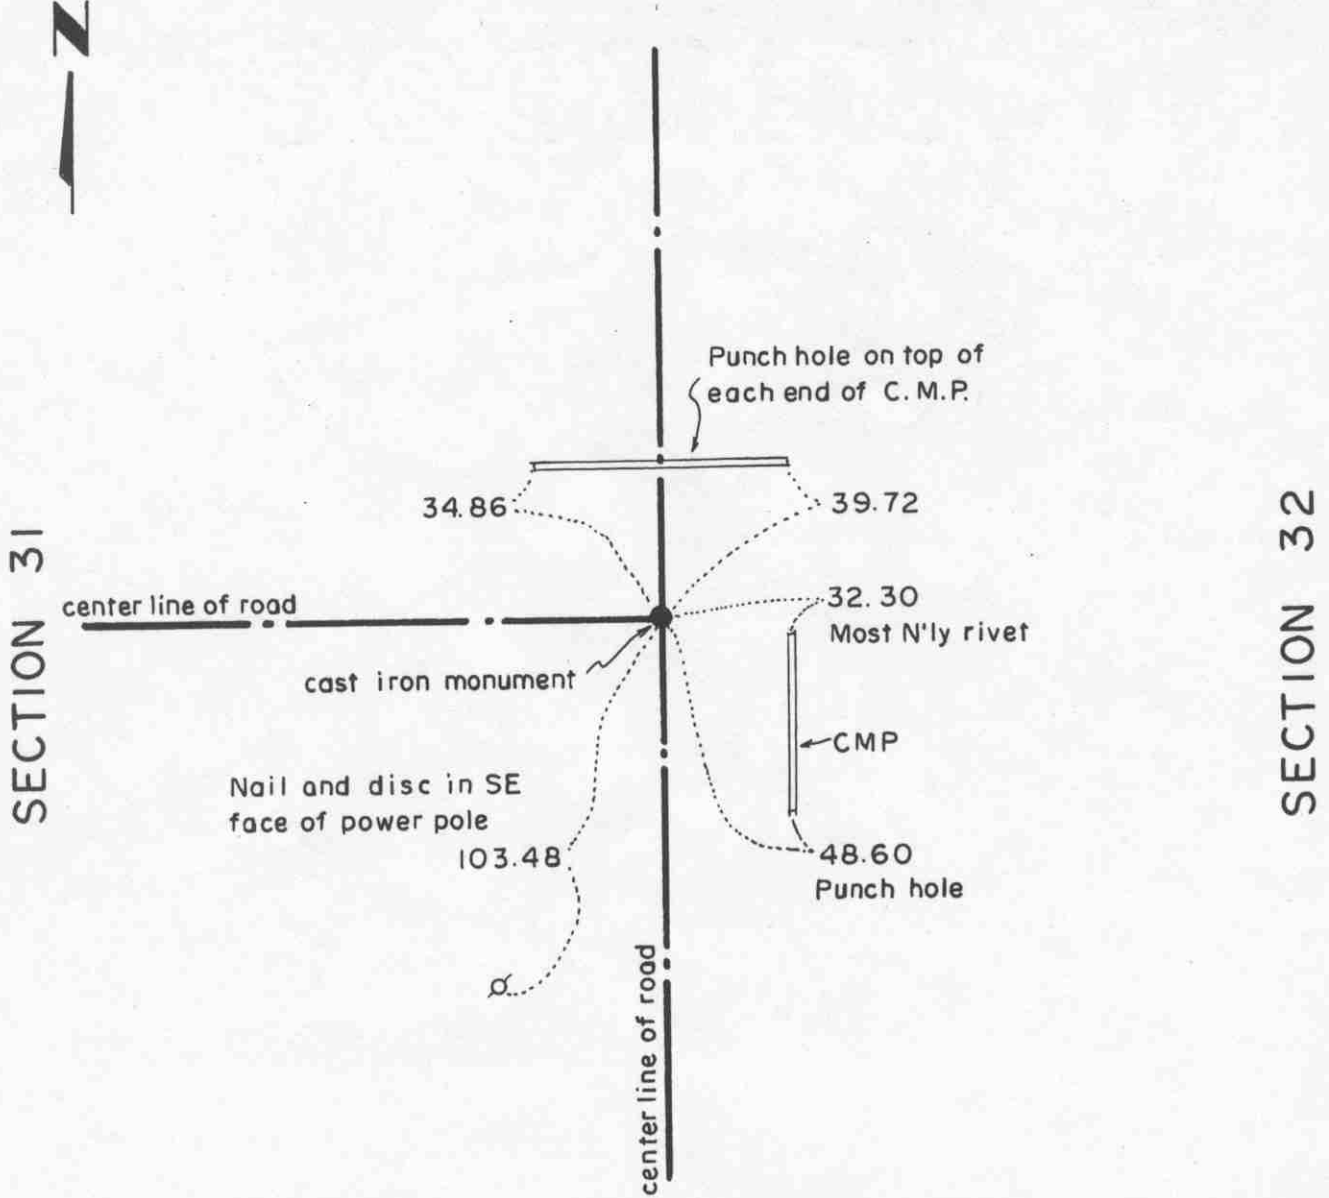 N
Punch hole on top of
each end of C.M.P.
34.86
39.72
SECTION 31
SECTION 32
center line of road
32.30
Most N'ly rivet
cast iron monument
CMP
Nail and disc in SE
face of power pole
103.48
48.60
Punch hole
center line of road